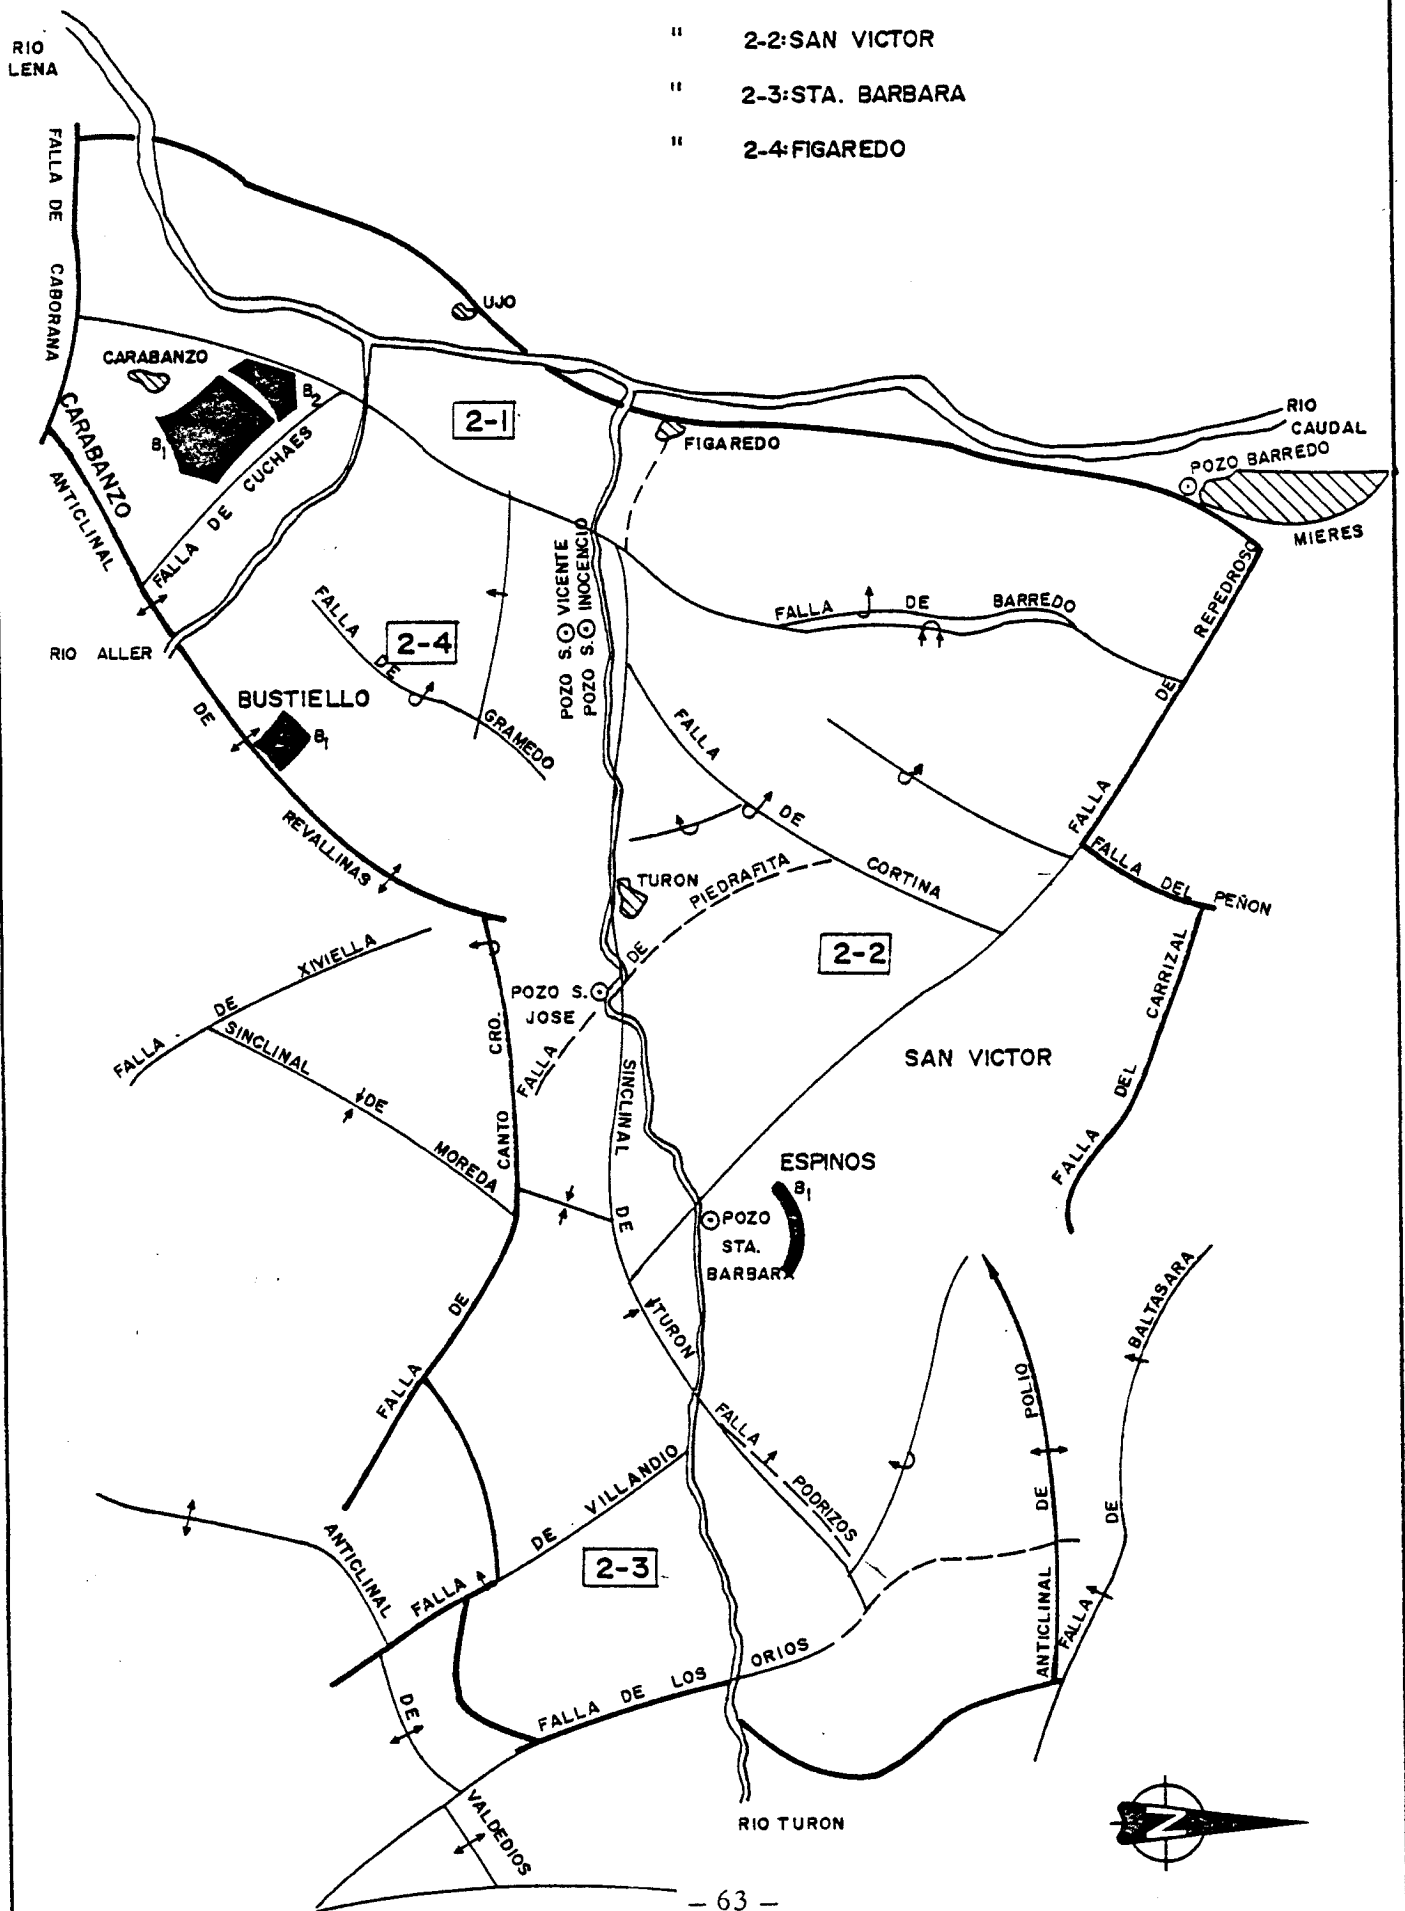 RIO
LENA
" 2-2:SAN VICTOR
" 2-3:STA. BARBARA
" 2-4:FIGAREDO
FALLA DE CABORANA
UJO
CARABANZO
B2
B1
2-1
FIGAREDO
RIO
CAUDAL
POZO BARREDO
MIERES
CARABANZO
ANTICLINAL DE REVALLINAS
FALLA DE CUCHAES
RIO ALLER
FALLA DE GRAMEDO
2-4
POZO S. VICENTE
POZO S. INOCENCIO
FALLA DE BARREDO
FALLA DE REPEDROSO
BUSTIELLO
B1
FALLA DE CORTINA
FALLA DEL PEÑON
TURON
FALLA DE PIEDRAFITA
2-2
FALLA DE XIVIELLA
SINCLINAL DE MOREDA
POZO S.
JOSE
FALLA DE CANTO CRO.
SINCLINAL DE TURON
SAN VICTOR
FALLA DEL CARRIZAL
ESPINOS
B1
POZO
STA.
BARBARA
FALLA DE BALTASARA
ANTICLINAL DE POLIO
FALLA PODRIZOS
FALLA DE VILLANDIO
2-3
ANTICLINAL DE VALDEDIOS
FALLA DE LOS ORIOS
RIO TURON
N
– 63 –